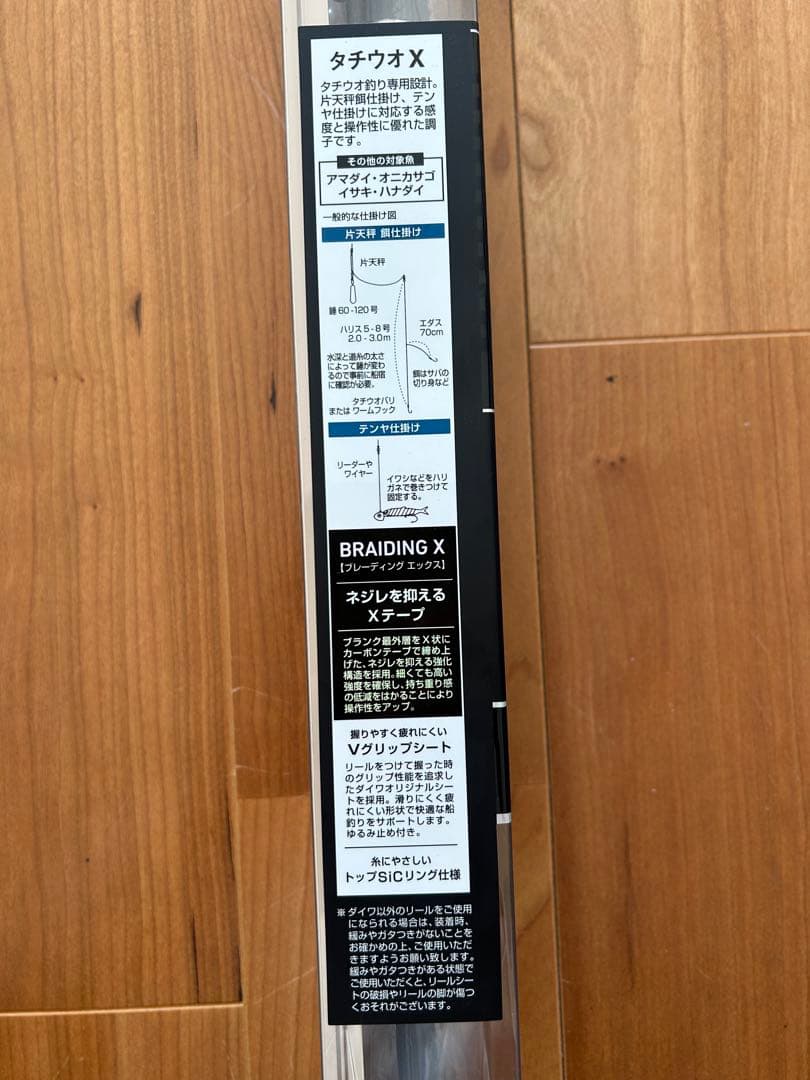 タチウオX
タチウオ釣り専用設計。
片天秤餌仕掛け、テン
ヤ仕掛けに対応する感
度と操作性に優れた調
子です。
その他の対象魚
アマダイ・オニカサゴ
イサキ・ハナダイ
一般的な仕掛け図
片天秤 餌仕掛け
片天秤
錘60-120号
ハリス5-8号
2.0-3.0m
エダス
70cm
水深と道糸の太さ
によって錘が変わ
るので事前に船宿
に確認が必要。
餌はサバの
切り身など
タチウオバリ
または ワームフック
テンヤ仕掛け
リーダーや
ワイヤー
イワシなどをハリ
ガネで巻きつけて
固定する。
BRAIDING X
【ブレーディング エックス】
ネジレを抑える
Xテープ
ブランク最外層をX状に
カーボンテープで締め上
げた、ネジレを抑える強化
構造を採用。細くても高い
強度を確保し、持ち重り感
の低減をはかることにより
操作性をアップ。
握りやすく疲れにくい
Vグリップシート
リールをつけて握った時
のグリップ性能を追求し
たダイワオリジナルシー
トを採用。滑りにくく疲
れにくい形状で快適な船
釣りをサポートします。
ゆるみ止め付き。
糸にやさしい
トップSiCリング仕様
※ダイワ以外のリールをご使用
になられる場合は、装着時、
緩みやガタつきがないことを
お確かめの上、ご使用いただ
きますようお願い致します。
緩みやガタつきがある状態で
ご使用いただくと、リールシー
トの破損やリールの脚が傷つ
くおそれがございます。